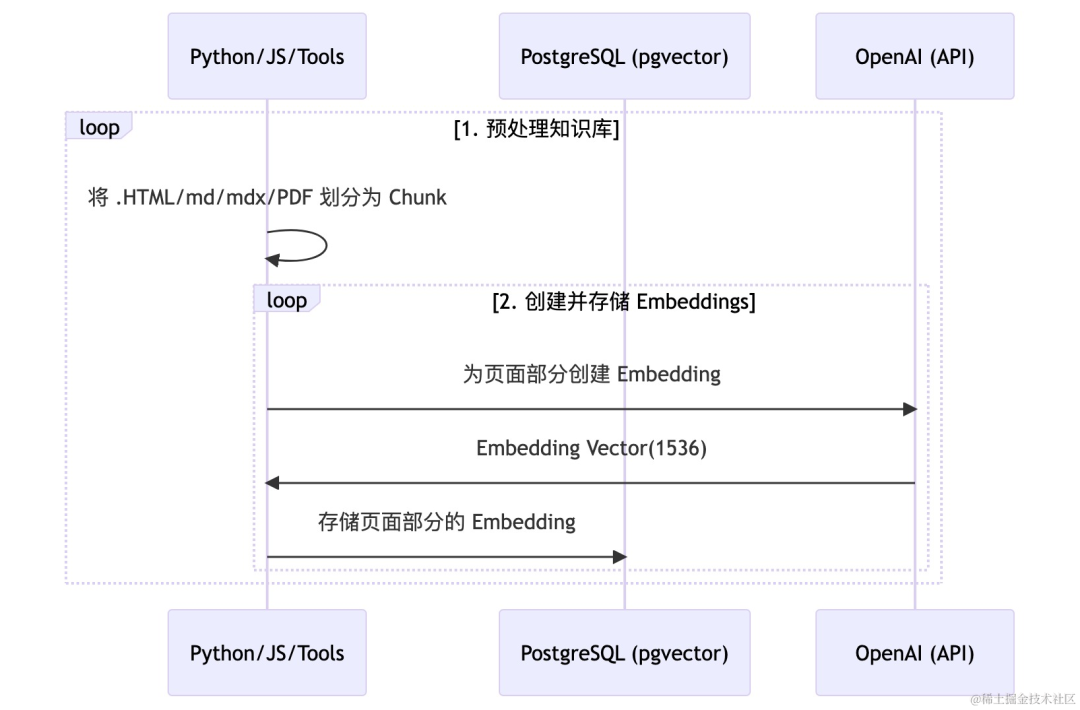 Python/JS/Tools
PostgreSQL (pgvector)
OpenAI (API)
loop
[1. 预处理知识库]
将 .HTML/md/mdx/PDF 划分为 Chunk
loop
[2. 创建并存储 Embeddings]
为页面部分创建 Embedding
Embedding Vector(1536)
存储页面部分的 Embedding
Python/JS/Tools
PostgreSQL (pgvector)
OpenAI (API)
@稀土掘金技术社区